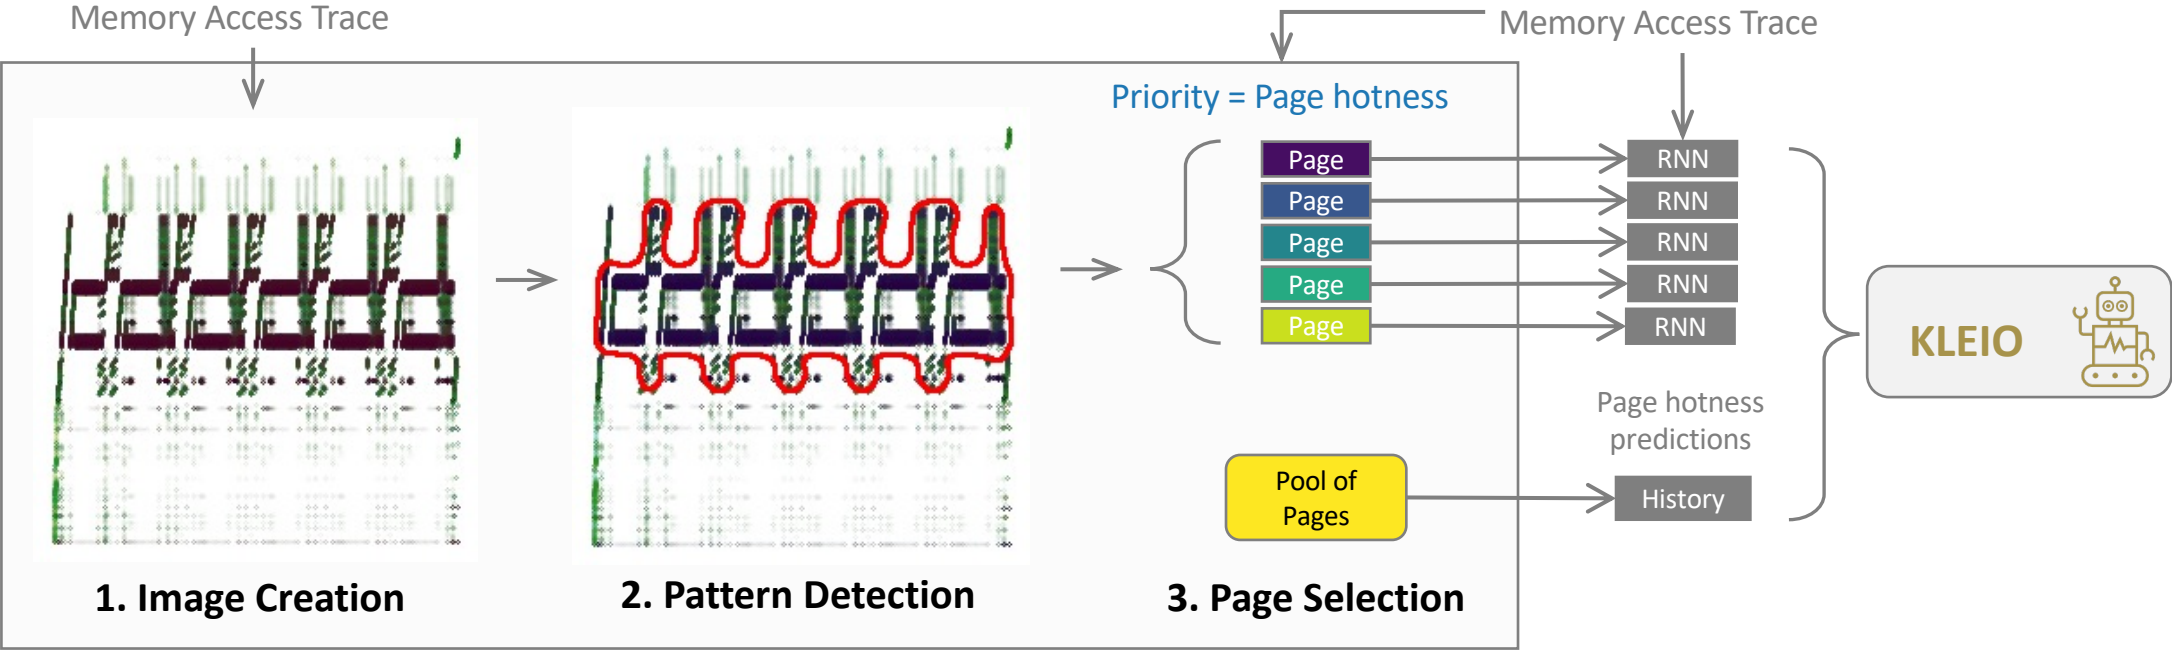 Memory Access Trace
Memory Access Trace
Priority = Page hotness
Page
Page
Page
Page
Page
RNN
RNN
RNN
RNN
RNN
KLEIO
Page hotness
predictions
Pool of
Pages
History
1. Image Creation
2. Pattern Detection
3. Page Selection